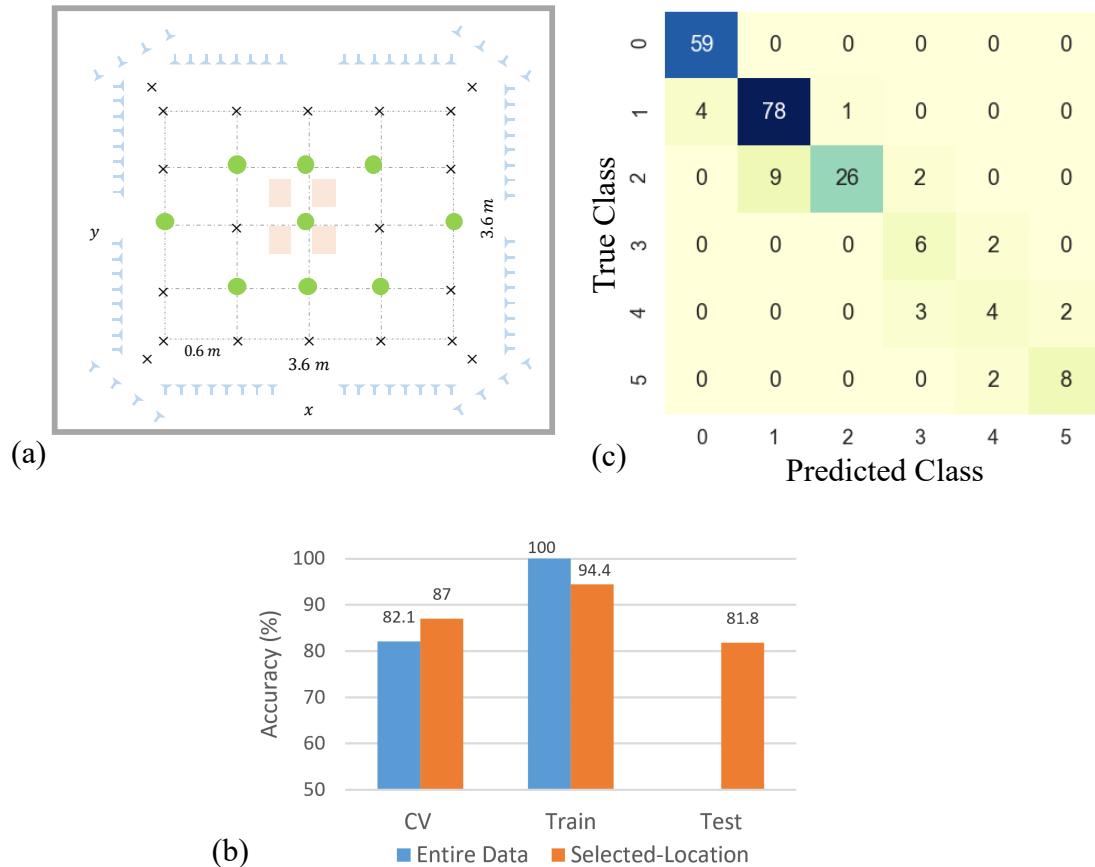 y
3.6 m
0.6 m
3.6 m
x
(a)
0 59 0 0 0 0 0
1 4 78 1 0 0 0
2 0 9 26 2 0 0
3 0 0 0 6 2 0
4 0 0 0 3 4 2
5 0 0 0 0 2 8
0 1 2 3 4 5
True Class
(c)
Predicted Class
100
90
80
70
60
50
Accuracy (%)
82.1
87
100
94.4
81.8
CV Train Test
(b)
Entire Data Selected-Location